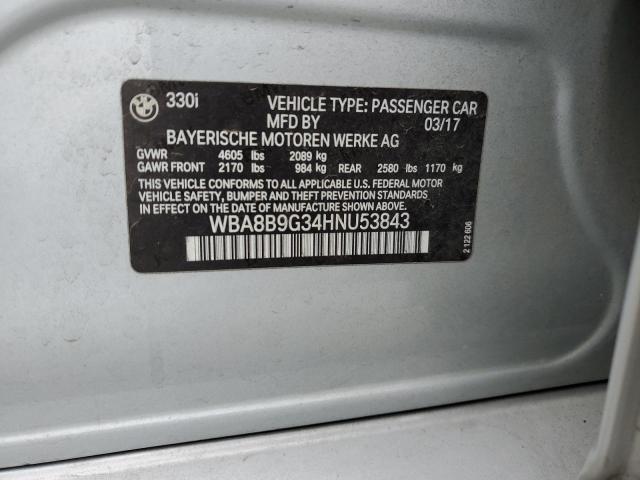 BMW 330i VEHICLE TYPE: PASSENGER CAR
MFD BY 03/17
BAYERISCHE MOTOREN WERKE AG
GVWR 4605 lbs 2089 kg
GAWR FRONT 2170 lbs 984 kg REAR 2580 lbs 1170 kg
THIS VEHICLE CONFORMS TO ALL APPLICABLE U.S. FEDERAL MOTOR
VEHICLE SAFETY, BUMPER AND THEFT PREVENTION STANDARDS
IN EFFECT ON THE DATE OF MANUFACTURE SHOWN ABOVE.
WBA8B9G34HNU53843
2 122 606